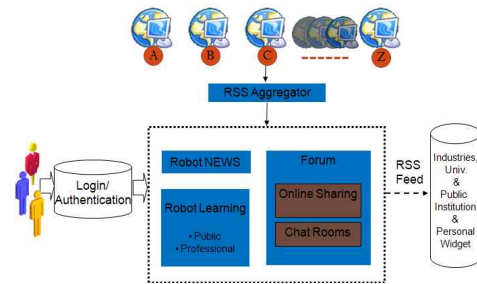 A B C Z
RSS Aggregator
Login/
Authentication
Robot NEWS
Robot Learning
• Public
• Professional
Forum
Online Sharing
Chat Rooms
RSS
Feed
Industries,
Univ.
&
Public
Institution
&
Personal
Widget